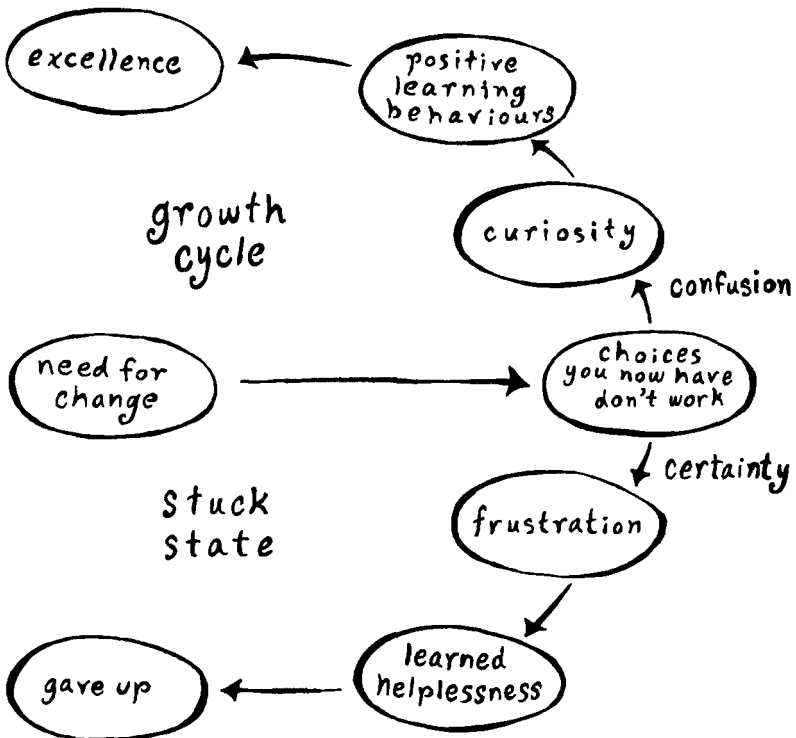 excellence
positive
learning
behaviours
growth
cycle
curiosity
confusion
need for
change
choices
you now have
don't work
certainty
stuck
state
frustration
learned
helplessness
gave up